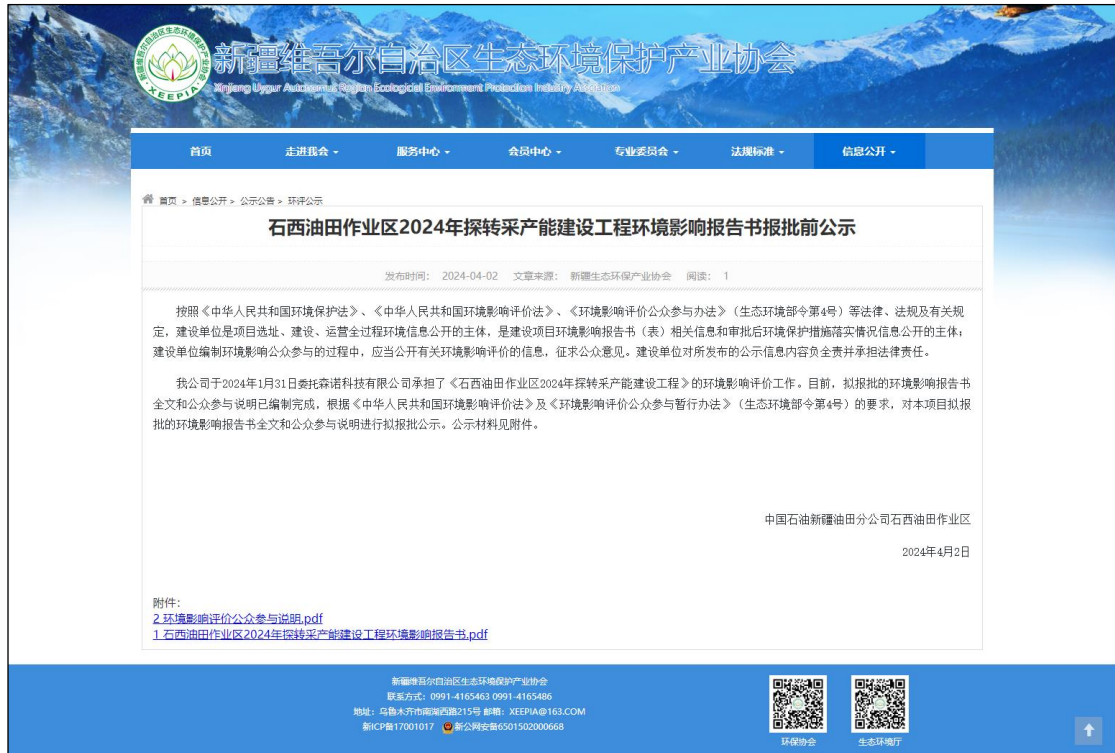 新疆维吾尔自治区生态环境保护产业协会
XEEPIA
首页 走进我会 服务中心 会员中心 专业委员会 法规标准 信息公开
首页 > 信息公开 > 公示公告 > 环评公示
石西油田作业区2024年探转采产能建设工程环境影响报告书报批前公示
发布时间： 2024-04-02 文章来源： 新疆生态环保产业协会 阅读： 1
按照《中华人民共和国环境保护法》、《中华人民共和国环境影响评价法》、《环境影响评价公众参与办法》（生态环境部令第4号）等法律、法规及有关规
定，建设单位是项目选址、建设、运营全过程环境信息公开的主体，是建设项目环境影响报告书（表）相关信息和审批后环境保护措施落实情况信息公开的主体；
建设单位编制环境影响公众参与的过程中，应当公开有关环境影响评价的信息，征求公众意见。建设单位对所发布的公示信息内容负全责并承担法律责任。
我公司于2024年1月31日委托森诺科技有限公司承担了《石西油田作业区2024年探转采产能建设工程》的环境影响评价工作。目前，拟报批的环境影响报告书
全文和公众参与说明已编制完成，根据《中华人民共和国环境影响评价法》及《环境影响评价公众参与暂行办法》（生态环境部令第4号）的要求，对本项目拟报
批的环境影响报告书全文和公众参与说明进行拟报批公示。公示材料见附件。
中国石油新疆油田分公司石西油田作业区
2024年4月2日
附件：
2 环境影响评价公众参与说明.pdf
1 石西油田作业区2024年探转采产能建设工程环境影响报告书.pdf
新疆维吾尔自治区生态环境保护产业协会
联系方式：0991-4165463 0991-4165486
地址：乌鲁木齐市南湖西路215号 邮箱：XEEPIA@163.COM
新ICP备17001017 新公网安备6501502000668
环保协会 生态环境厅